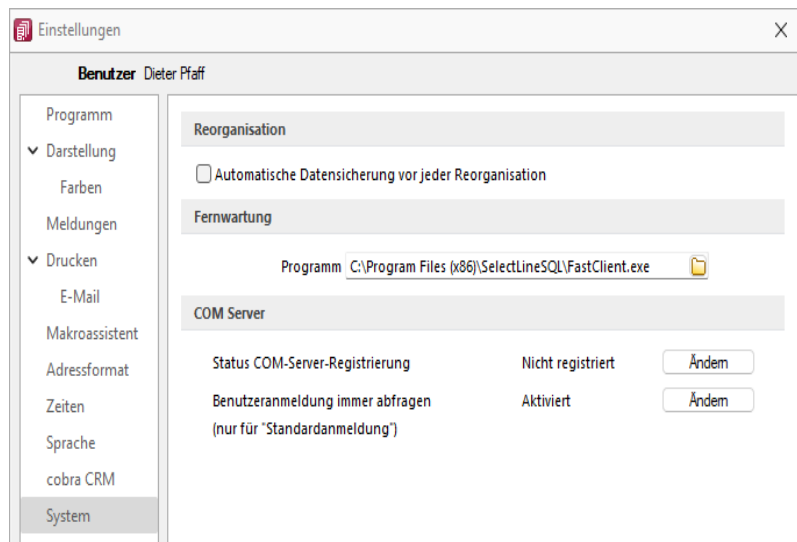 Einstellungen
Benutzer Dieter Pfaff
Programm
Darstellung
Farben
Meldungen
Drucken
E-Mail
Makroassistent
Adressformat
Zeiten
Sprache
cobra CRM
System
Reorganisation
Automatische Datensicherung vor jeder Reorganisation
Fernwartung
Programm C:\Program Files (x86)\SelectLineSQL\FastClient.exe
COM Server
Status COM-Server-Registrierung Nicht registriert Ändern
Benutzeranmeldung immer abfragen Aktiviert Ändern
(nur für "Standardanmeldung")